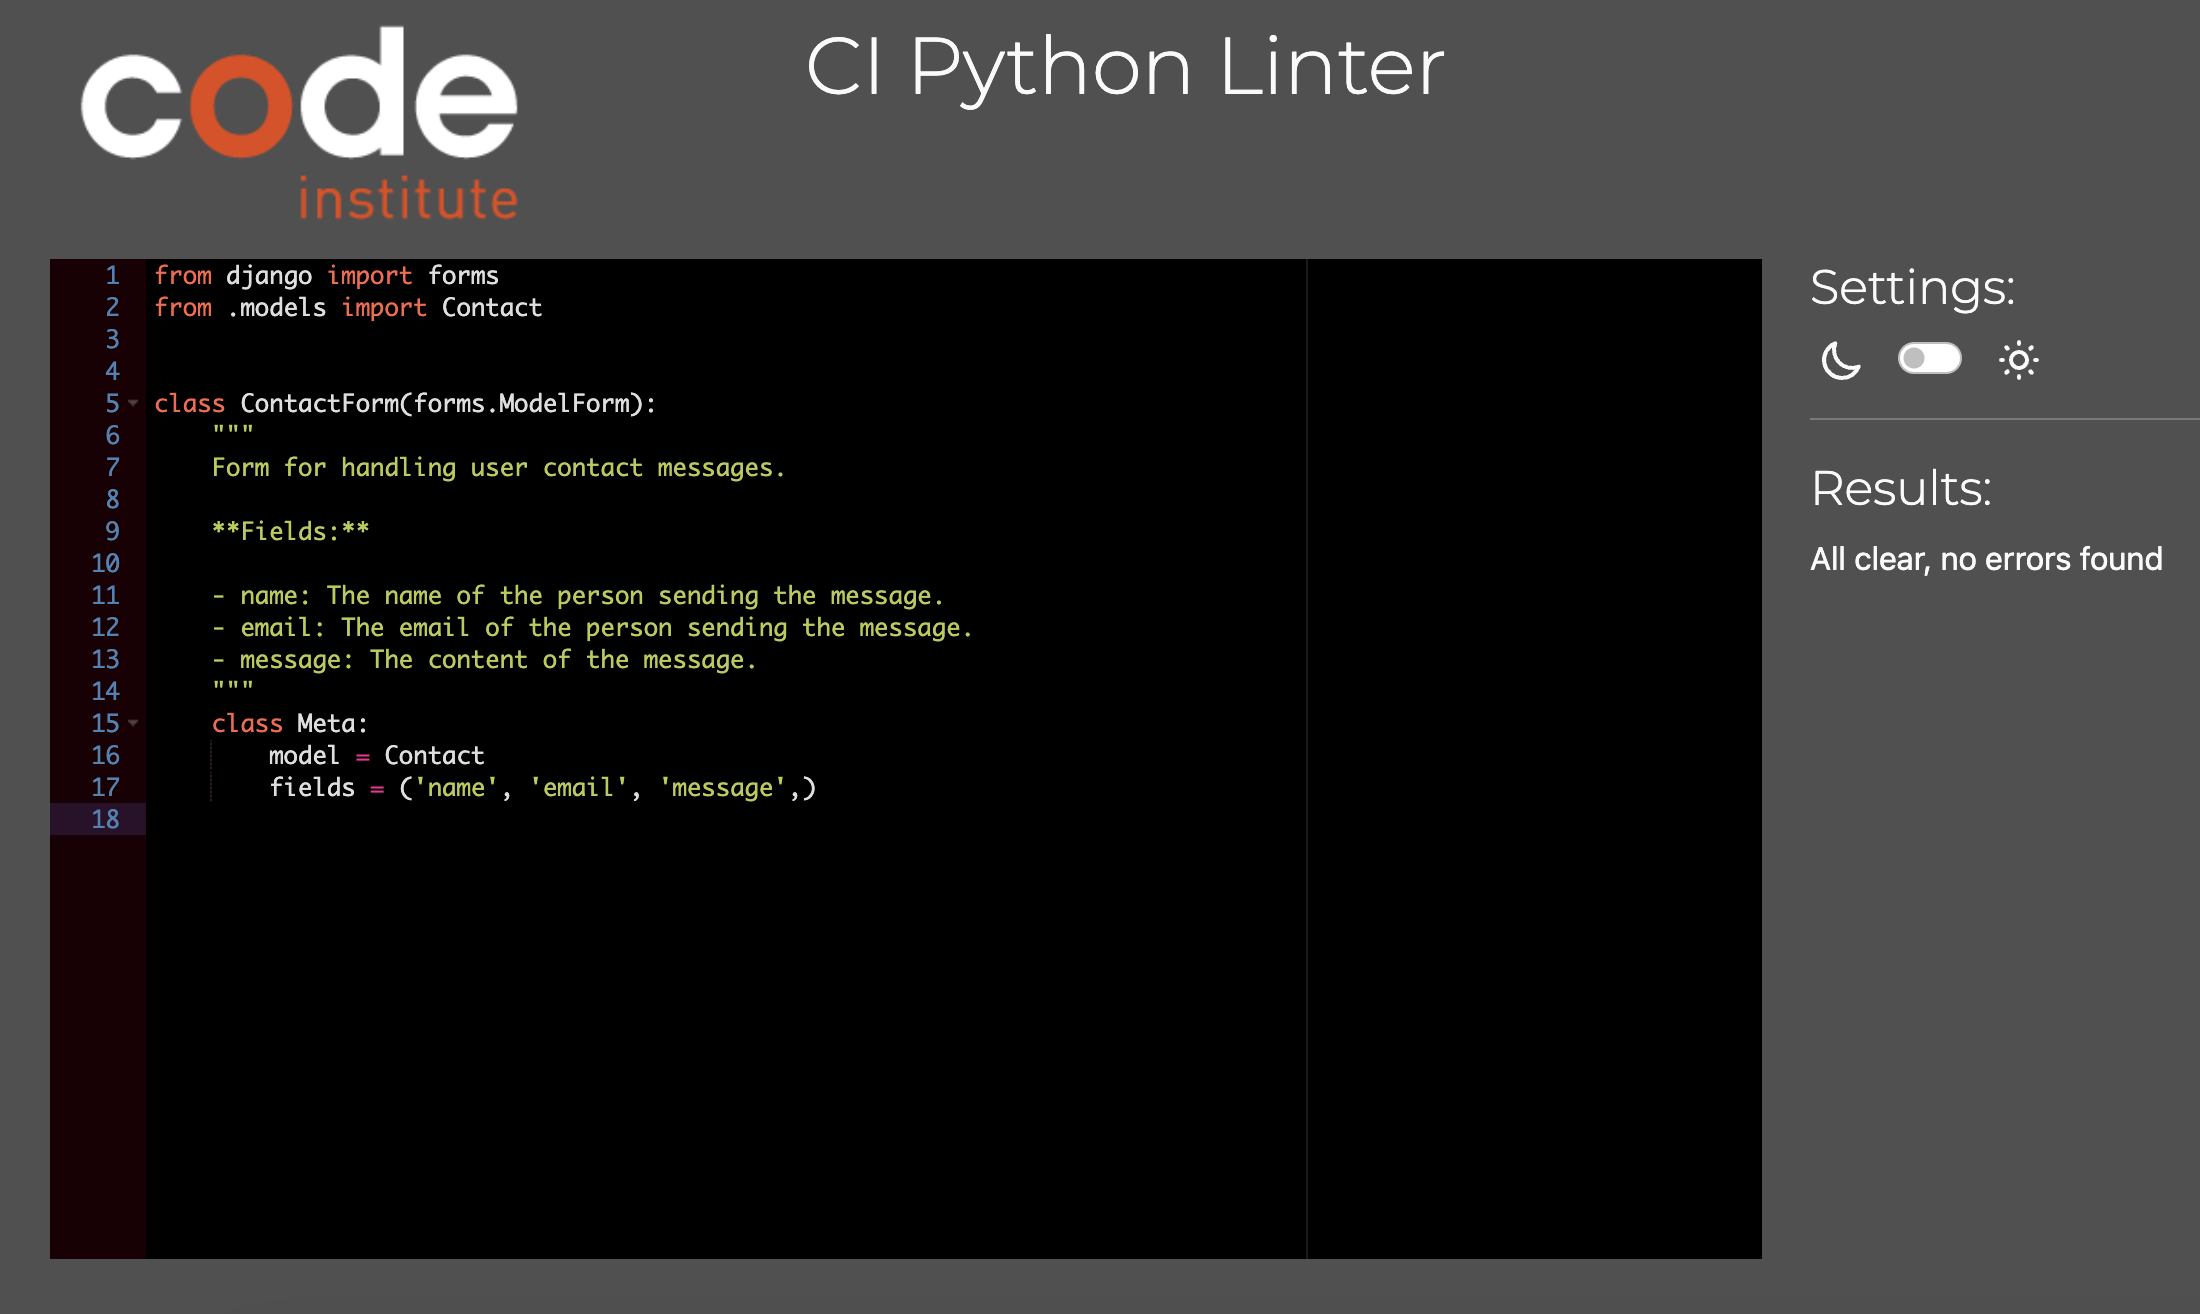 code
institute
CI Python Linter
1 from django import forms
2 from .models import Contact
3
4
5 class ContactForm(forms.ModelForm):
6     """
7     Form for handling user contact messages.
8
9     **Fields:**
10
11     - name: The name of the person sending the message.
12     - email: The email of the person sending the message.
13     - message: The content of the message.
14     """
15     class Meta:
16         model = Contact
17         fields = ('name', 'email', 'message',)
18
Settings:
Results:
All clear, no errors found